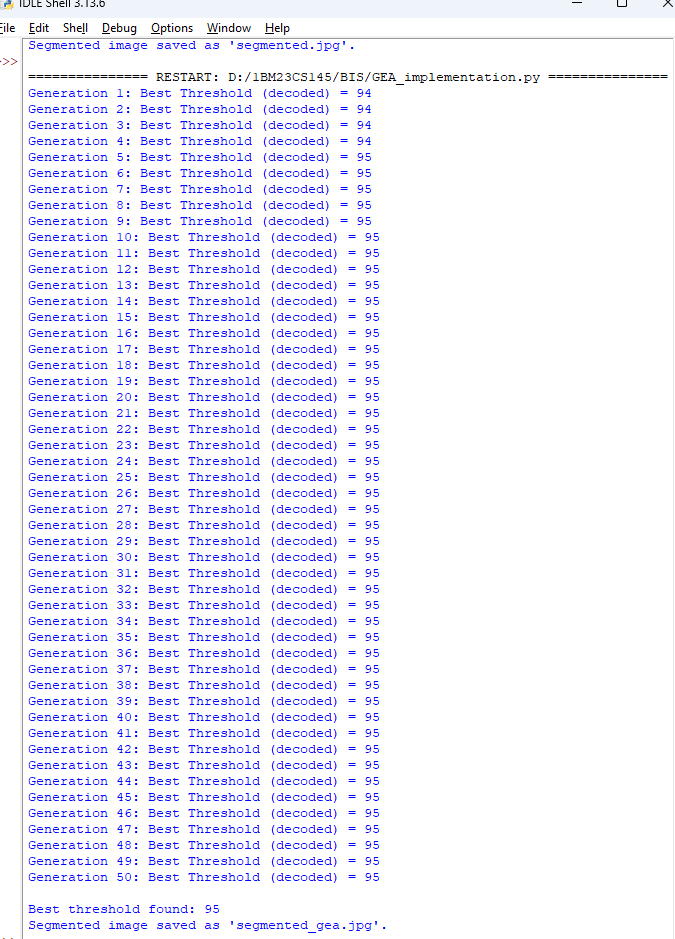 IDLE Shell 3.13.6
File Edit Shell Debug Options Window Help
Segmented image saved as 'segmented.jpg'.
>>>
=============== RESTART: D:/1BM23CS145/BIS/GEA_implementation.py ===============
Generation 1: Best Threshold (decoded) = 94
Generation 2: Best Threshold (decoded) = 94
Generation 3: Best Threshold (decoded) = 94
Generation 4: Best Threshold (decoded) = 94
Generation 5: Best Threshold (decoded) = 95
Generation 6: Best Threshold (decoded) = 95
Generation 7: Best Threshold (decoded) = 95
Generation 8: Best Threshold (decoded) = 95
Generation 9: Best Threshold (decoded) = 95
Generation 10: Best Threshold (decoded) = 95
Generation 11: Best Threshold (decoded) = 95
Generation 12: Best Threshold (decoded) = 95
Generation 13: Best Threshold (decoded) = 95
Generation 14: Best Threshold (decoded) = 95
Generation 15: Best Threshold (decoded) = 95
Generation 16: Best Threshold (decoded) = 95
Generation 17: Best Threshold (decoded) = 95
Generation 18: Best Threshold (decoded) = 95
Generation 19: Best Threshold (decoded) = 95
Generation 20: Best Threshold (decoded) = 95
Generation 21: Best Threshold (decoded) = 95
Generation 22: Best Threshold (decoded) = 95
Generation 23: Best Threshold (decoded) = 95
Generation 24: Best Threshold (decoded) = 95
Generation 25: Best Threshold (decoded) = 95
Generation 26: Best Threshold (decoded) = 95
Generation 27: Best Threshold (decoded) = 95
Generation 28: Best Threshold (decoded) = 95
Generation 29: Best Threshold (decoded) = 95
Generation 30: Best Threshold (decoded) = 95
Generation 31: Best Threshold (decoded) = 95
Generation 32: Best Threshold (decoded) = 95
Generation 33: Best Threshold (decoded) = 95
Generation 34: Best Threshold (decoded) = 95
Generation 35: Best Threshold (decoded) = 95
Generation 36: Best Threshold (decoded) = 95
Generation 37: Best Threshold (decoded) = 95
Generation 38: Best Threshold (decoded) = 95
Generation 39: Best Threshold (decoded) = 95
Generation 40: Best Threshold (decoded) = 95
Generation 41: Best Threshold (decoded) = 95
Generation 42: Best Threshold (decoded) = 95
Generation 43: Best Threshold (decoded) = 95
Generation 44: Best Threshold (decoded) = 95
Generation 45: Best Threshold (decoded) = 95
Generation 46: Best Threshold (decoded) = 95
Generation 47: Best Threshold (decoded) = 95
Generation 48: Best Threshold (decoded) = 95
Generation 49: Best Threshold (decoded) = 95
Generation 50: Best Threshold (decoded) = 95
Best threshold found: 95
Segmented image saved as 'segmented_gea.jpg'.